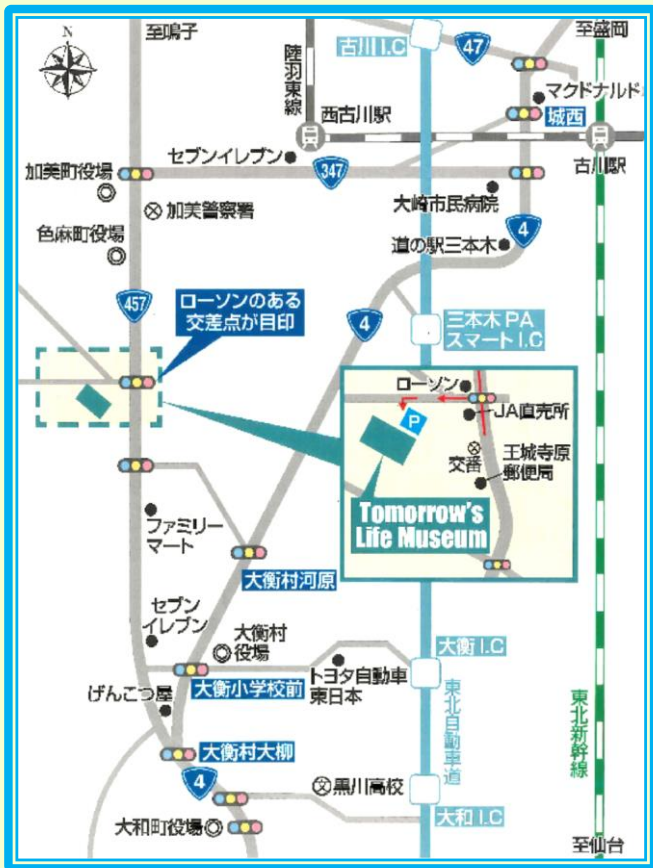 N
至鳴子
古川 I.C
47
至盛岡
陸羽東線
マクドナルド
城西
西古川駅
古川駅
セブンイレブン
347
加美町役場
加美警察署
大崎市民病院
色麻町役場
道の駅三本木
4
457
ローソンのある
交差点が目印
4
三本木 PA
スマート I.C
ローソン
P
JA直売所
交番
王城寺原
郵便局
Tomorrow's
Life Museum
ファミリー
マート
大衡村河原
セブン
イレブン
大衡村
役場
大衡 I.C
トヨタ自動車
東日本
大衡小学校前
げんこつ屋
東北自動車道
東北新幹線
大衡村大柳
4
文
黒川高校
大和 I.C
大和町役場
至仙台